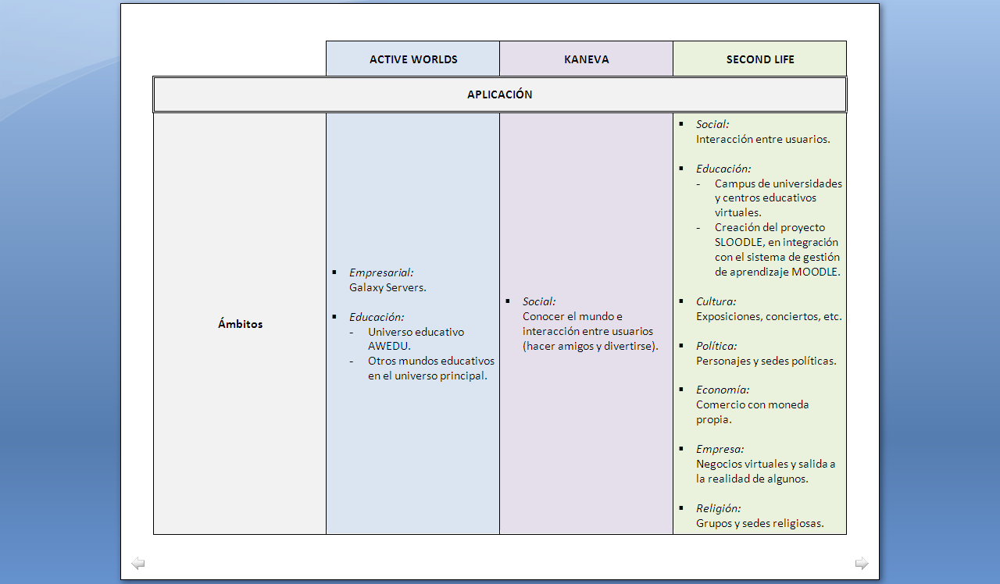 ACTIVE WORLDS
KANEVA
SECOND LIFE
APLICACIÓN
Ámbitos
▪ Empresarial:
Galaxy Servers.
▪ Educación:
- Universo educativo
AWEDU.
- Otros mundos educativos
en el universo principal.
▪ Social:
Conocer el mundo e
interacción entre usuarios
(hacer amigos y divertirse).
▪ Social:
Interacción entre usuarios.
▪ Educación:
- Campus de universidades
y centros educativos
virtuales.
- Creación del proyecto
SLOODLE, en integración
con el sistema de gestión
de aprendizaje MOODLE.
▪ Cultura:
Exposiciones, conciertos, etc.
▪ Política:
Personajes y sedes políticas.
▪ Economía:
Comercio con moneda
propia.
▪ Empresa:
Negocios virtuales y salida a
la realidad de algunos.
▪ Religión:
Grupos y sedes religiosas.